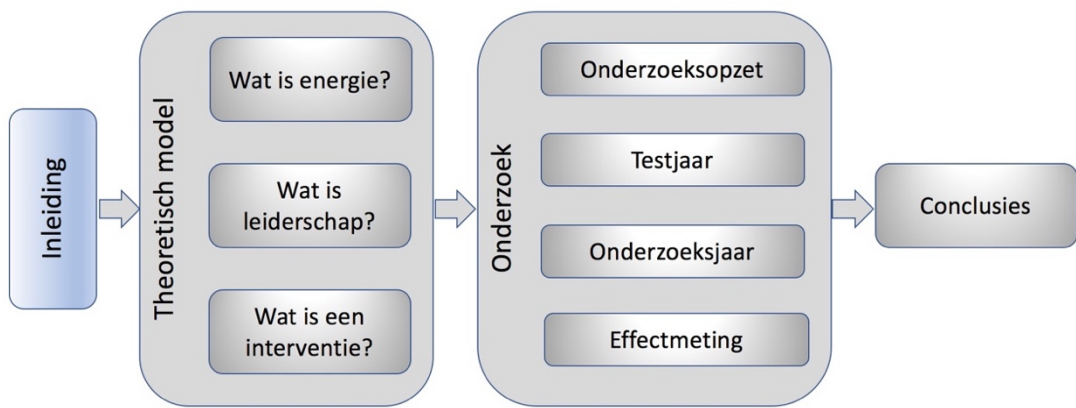 Inleiding
Theoretisch model
Wat is energie?
Wat is
leiderschap?
Wat is een
interventie?
Onderzoek
Onderzoeksopzet
Testjaar
Onderzoeksjaar
Effectmeting
Conclusies